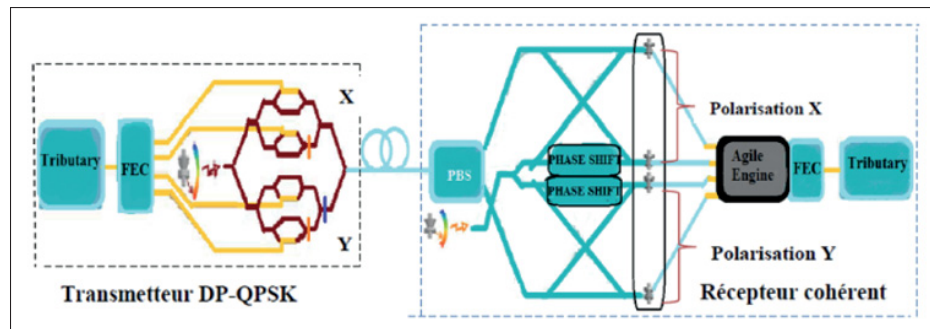 X
Polarisation X
Tributary
FEC
PHASE SHIFT
PHASE SHIFT
PBS
Agile
Engine
FEC
Tributary
Y
Polarisation Y
Transmetteur DP-QPSK
Récepteur cohérent